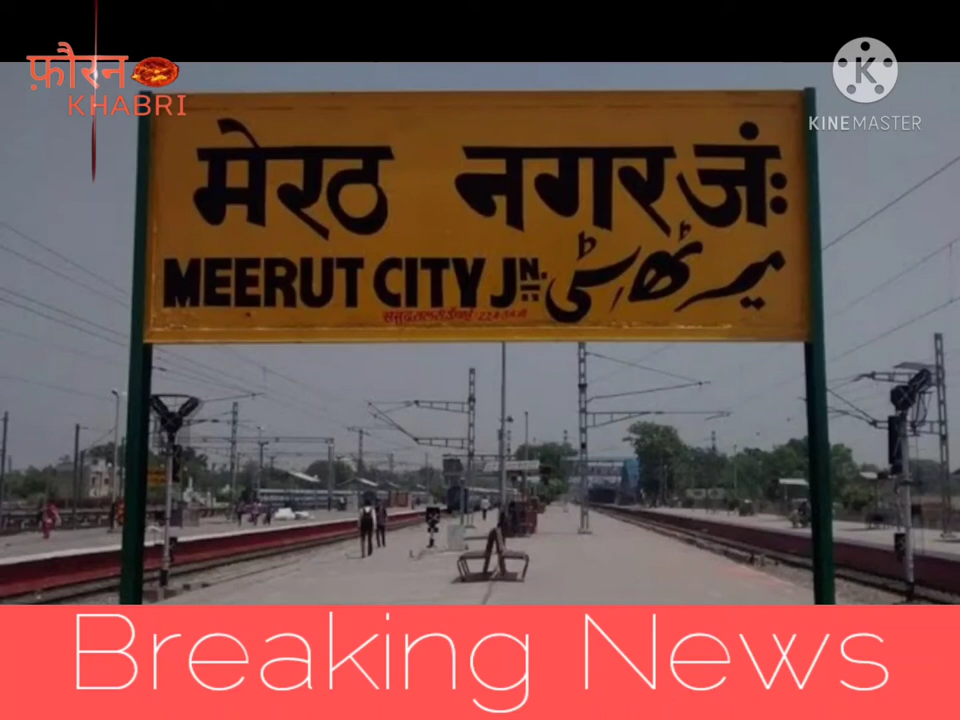 फ़ौरन
KHABRI
KINEMASTER
मेरठ नगर जं:
MEERUT CITY JN.
میرٹھ سٹی
Breaking News